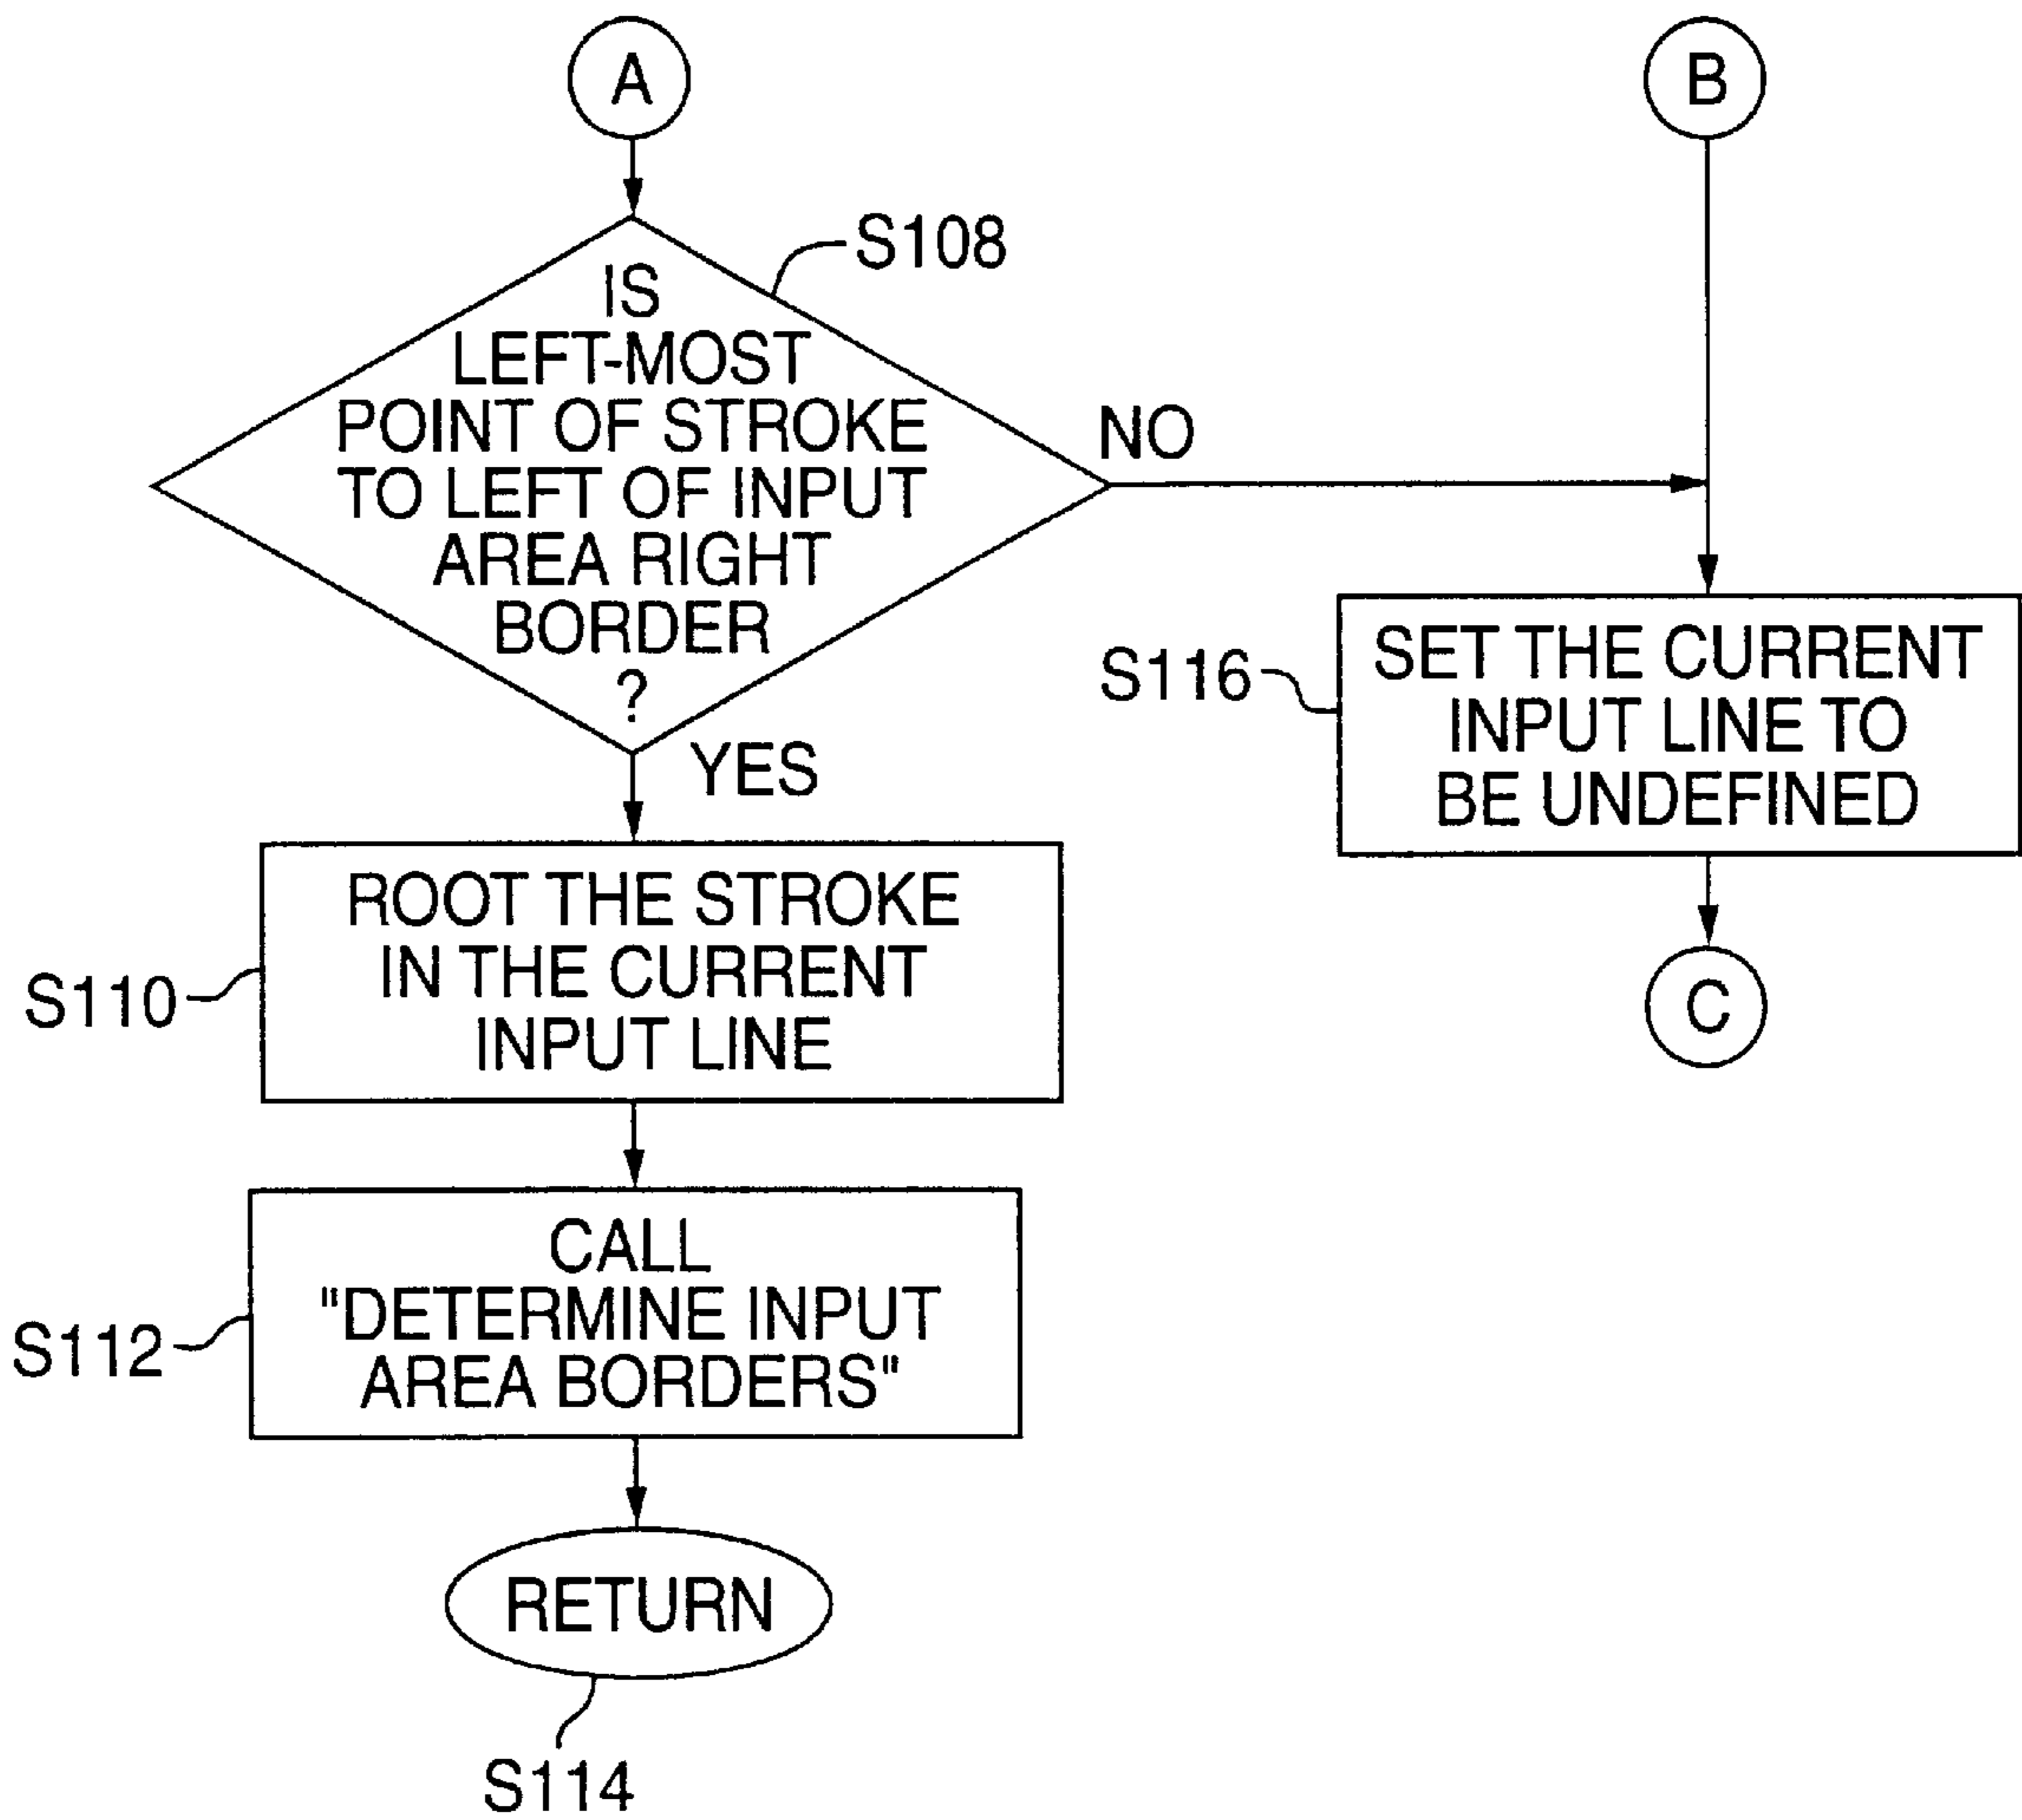 A
B
S108
IS
LEFT-MOST
POINT OF STROKE
TO LEFT OF INPUT
AREA RIGHT
BORDER
?
NO
YES
S116
SET THE CURRENT
INPUT LINE TO
BE UNDEFINED
C
ROOT THE STROKE
IN THE CURRENT
INPUT LINE
S110
CALL
"DETERMINE INPUT
AREA BORDERS"
S112
RETURN
S114